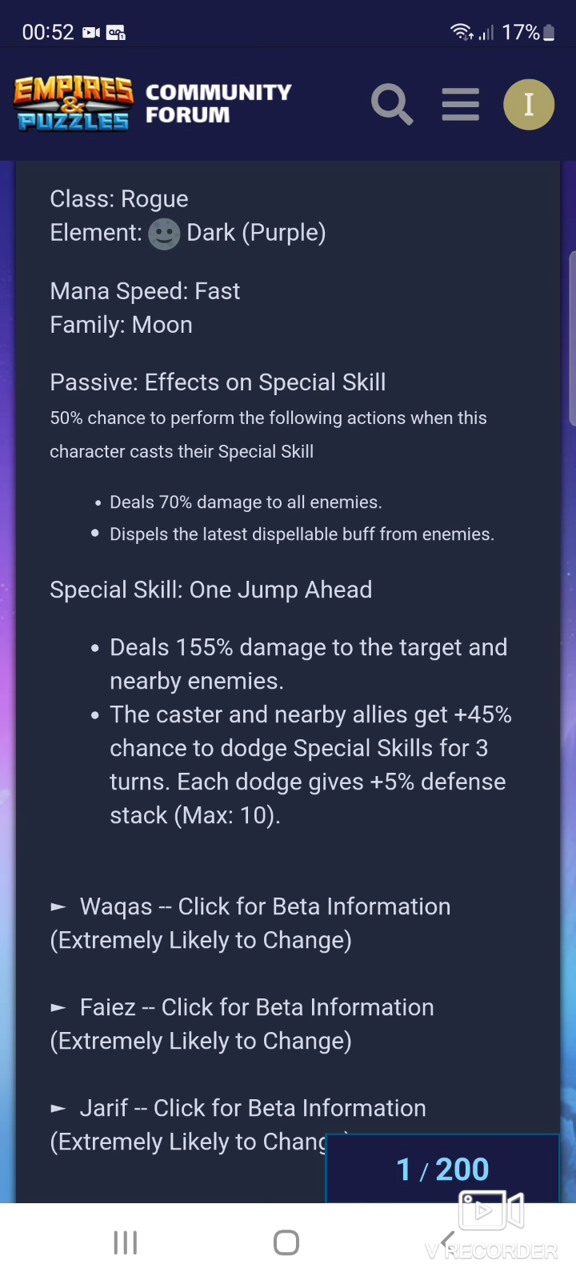 00:52
17%
EMPIRES & PUZZLES
COMMUNITY
FORUM
I
Class: Rogue
Element: Dark (Purple)
Mana Speed: Fast
Family: Moon
Passive: Effects on Special Skill
50% chance to perform the following actions when this
character casts their Special Skill
• Deals 70% damage to all enemies.
• Dispels the latest dispellable buff from enemies.
Special Skill: One Jump Ahead
• Deals 155% damage to the target and
nearby enemies.
• The caster and nearby allies get +45%
chance to dodge Special Skills for 3
turns. Each dodge gives +5% defense
stack (Max: 10).
► Waqas -- Click for Beta Information
(Extremely Likely to Change)
► Faiez -- Click for Beta Information
(Extremely Likely to Change)
► Jarif -- Click for Beta Information
(Extremely Likely to Chang
1 / 200
V RECORDER